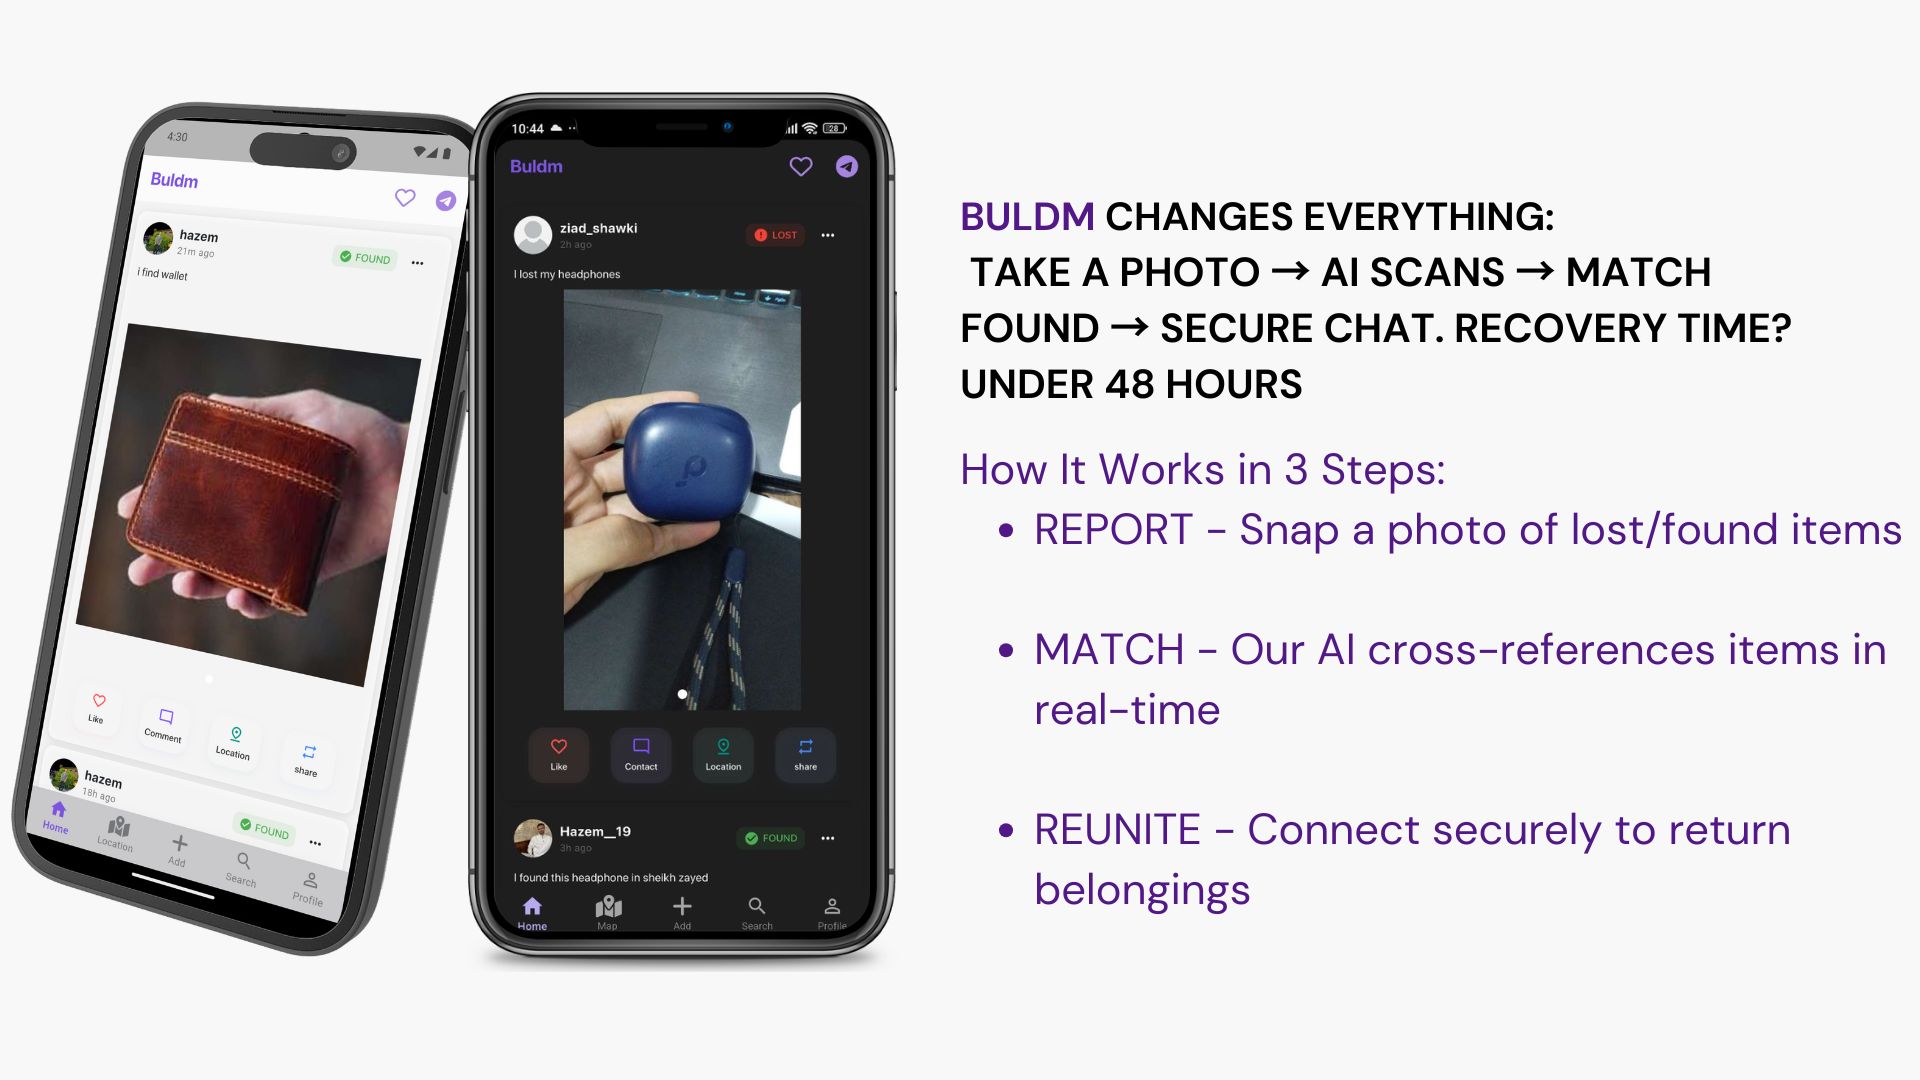 4:30
Buldm
hazem
21m ago
FOUND
i find wallet
Like
Comment
Location
share
hazem
18h ago
FOUND
Home
Location
Add
Search
Profile
10:44
28
Buldm
ziad_shawki
2h ago
LOST
I lost my headphones
Like
Contact
Location
share
Hazem__19
3h ago
FOUND
I found this headphone in sheikh zayed
Home
Map
Add
Search
Profile
BULDM CHANGES EVERYTHING:
TAKE A PHOTO → AI SCANS → MATCH
FOUND → SECURE CHAT. RECOVERY TIME?
UNDER 48 HOURS
How It Works in 3 Steps:
• REPORT - Snap a photo of lost/found items
• MATCH - Our AI cross-references items in
real-time
• REUNITE - Connect securely to return
belongings